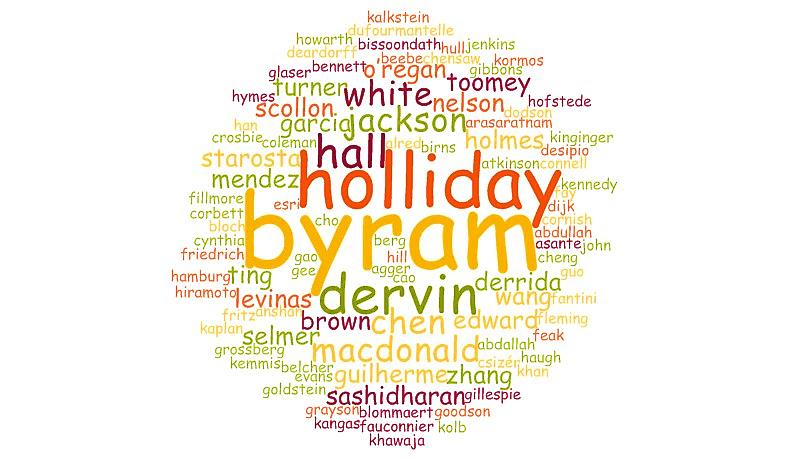 kalkstein
dufourmantelle
howarth bissoondath hull jenkins
deardorff beebe chensaw kormos
glaser bennett o'regan gibbons
turnen toomey
hymes white nelson hofstede
scollon dodson
han garcia jackson arasaratnam
crosbie coleman hall alred birns holmes kinginger
starosta desipio
atkinson connell
mendez holliday kennedy
fillmore esri fay
corbett cho dijk
bloch byram cornish
cynthia berg abdullah
friedrich gao hill asante john
hamburg ting gee agger cao cheng guo
hiramoto levinas dervin derrida
wang fantini
fritz anshan brown chen edward fleming
kaplan selmer feak
grossberg macdonald abdallah
kemmis belcher csizér haugh
evans guilherme zhang khan
goldstein sashidharan gillespie
grayson blommaert goodson
kangas fauconnier kolb
khawaja